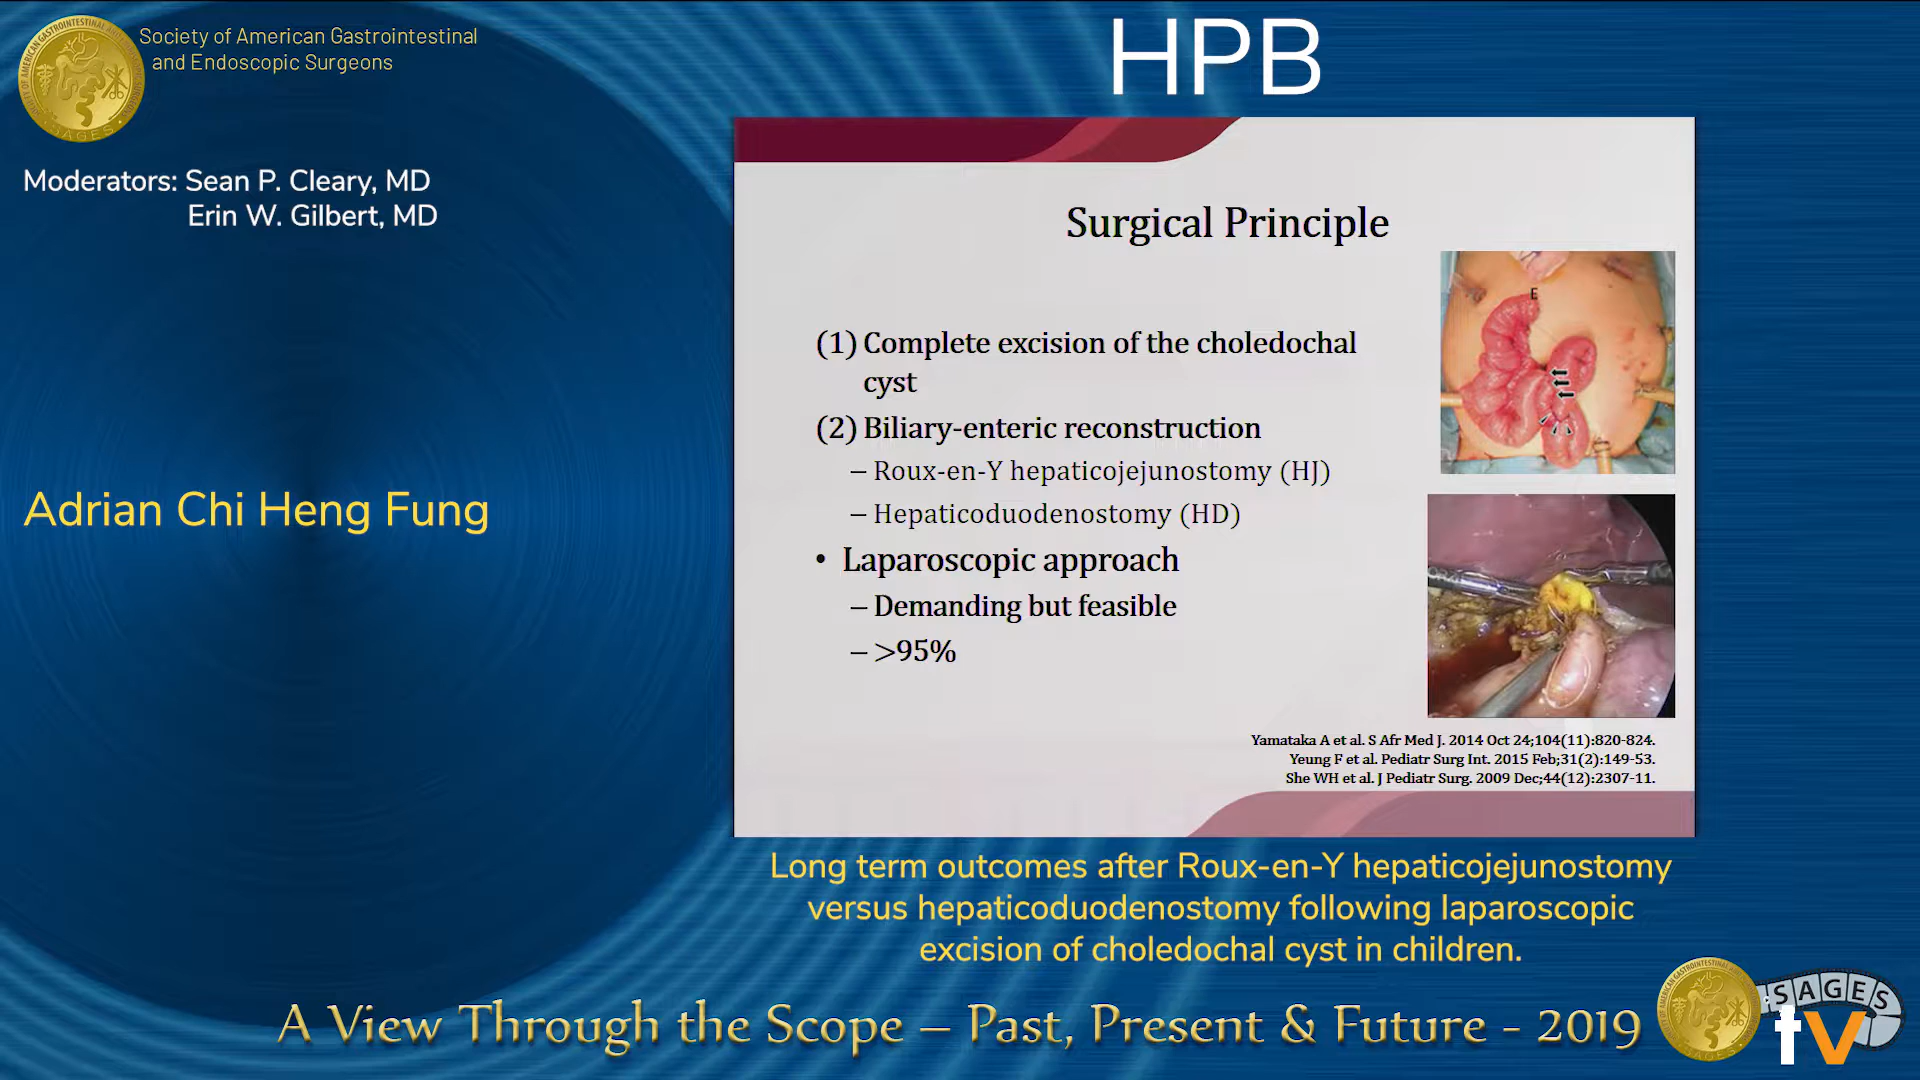 Society of American Gastrointestinal
and Endoscopic Surgeons
HPB
Moderators: Sean P. Cleary, MD
Erin W. Gilbert, MD
Adrian Chi Heng Fung
Surgical Principle
(1) Complete excision of the choledochal
cyst
(2) Biliary-enteric reconstruction
– Roux-en-Y hepaticojejunostomy (HJ)
– Hepaticoduodenostomy (HD)
• Laparoscopic approach
– Demanding but feasible
– >95%
E
Yamataka A et al. S Afr Med J. 2014 Oct 24;104(11):820-824.
Yeung F et al. Pediatr Surg Int. 2015 Feb;31(2):149-53.
She WH et al. J Pediatr Surg. 2009 Dec;44(12):2307-11.
Long term outcomes after Roux-en-Y hepaticojejunostomy
versus hepaticoduodenostomy following laparoscopic
excision of choledochal cyst in children.
A View Through the Scope – Past, Present & Future - 2019
SAGES
tv